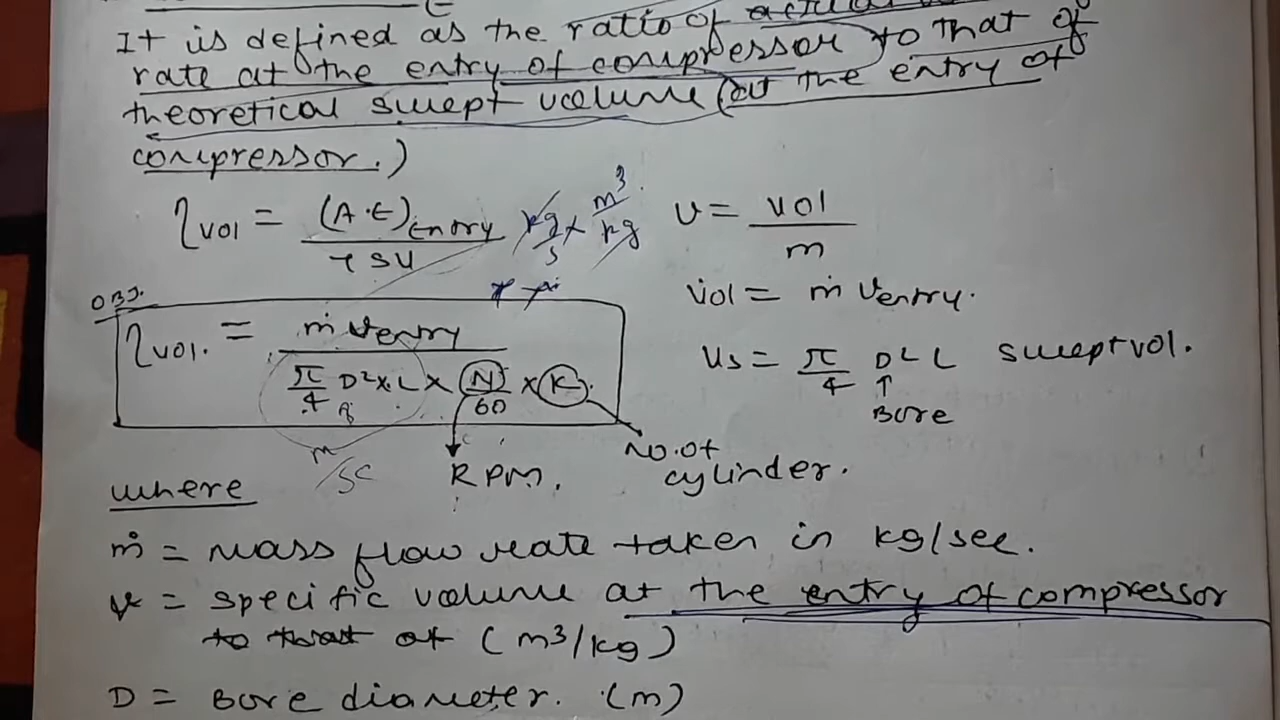 It is defined as the ratio of actual
rate at the entry of compressor to that of
theoretical swept volume (at the entry of
compressor.)
ηvol = (A.E)entry / TSV kg/s × m³/kg
v = vol / m
OBJ.
vol = ṁ ventry.
ηvol. = ṁ ventry / π/4 D²×L × N/60 × K.
vs = π/4 D²L swept vol.
Bore
m³/sec
RPM.
No. of
cylinder.
where
ṁ = mass flow rate taken in kg/sec.
v = specific volume at the entry of compressor
to that of (m³/kg)
D = Bore diameter. (m)